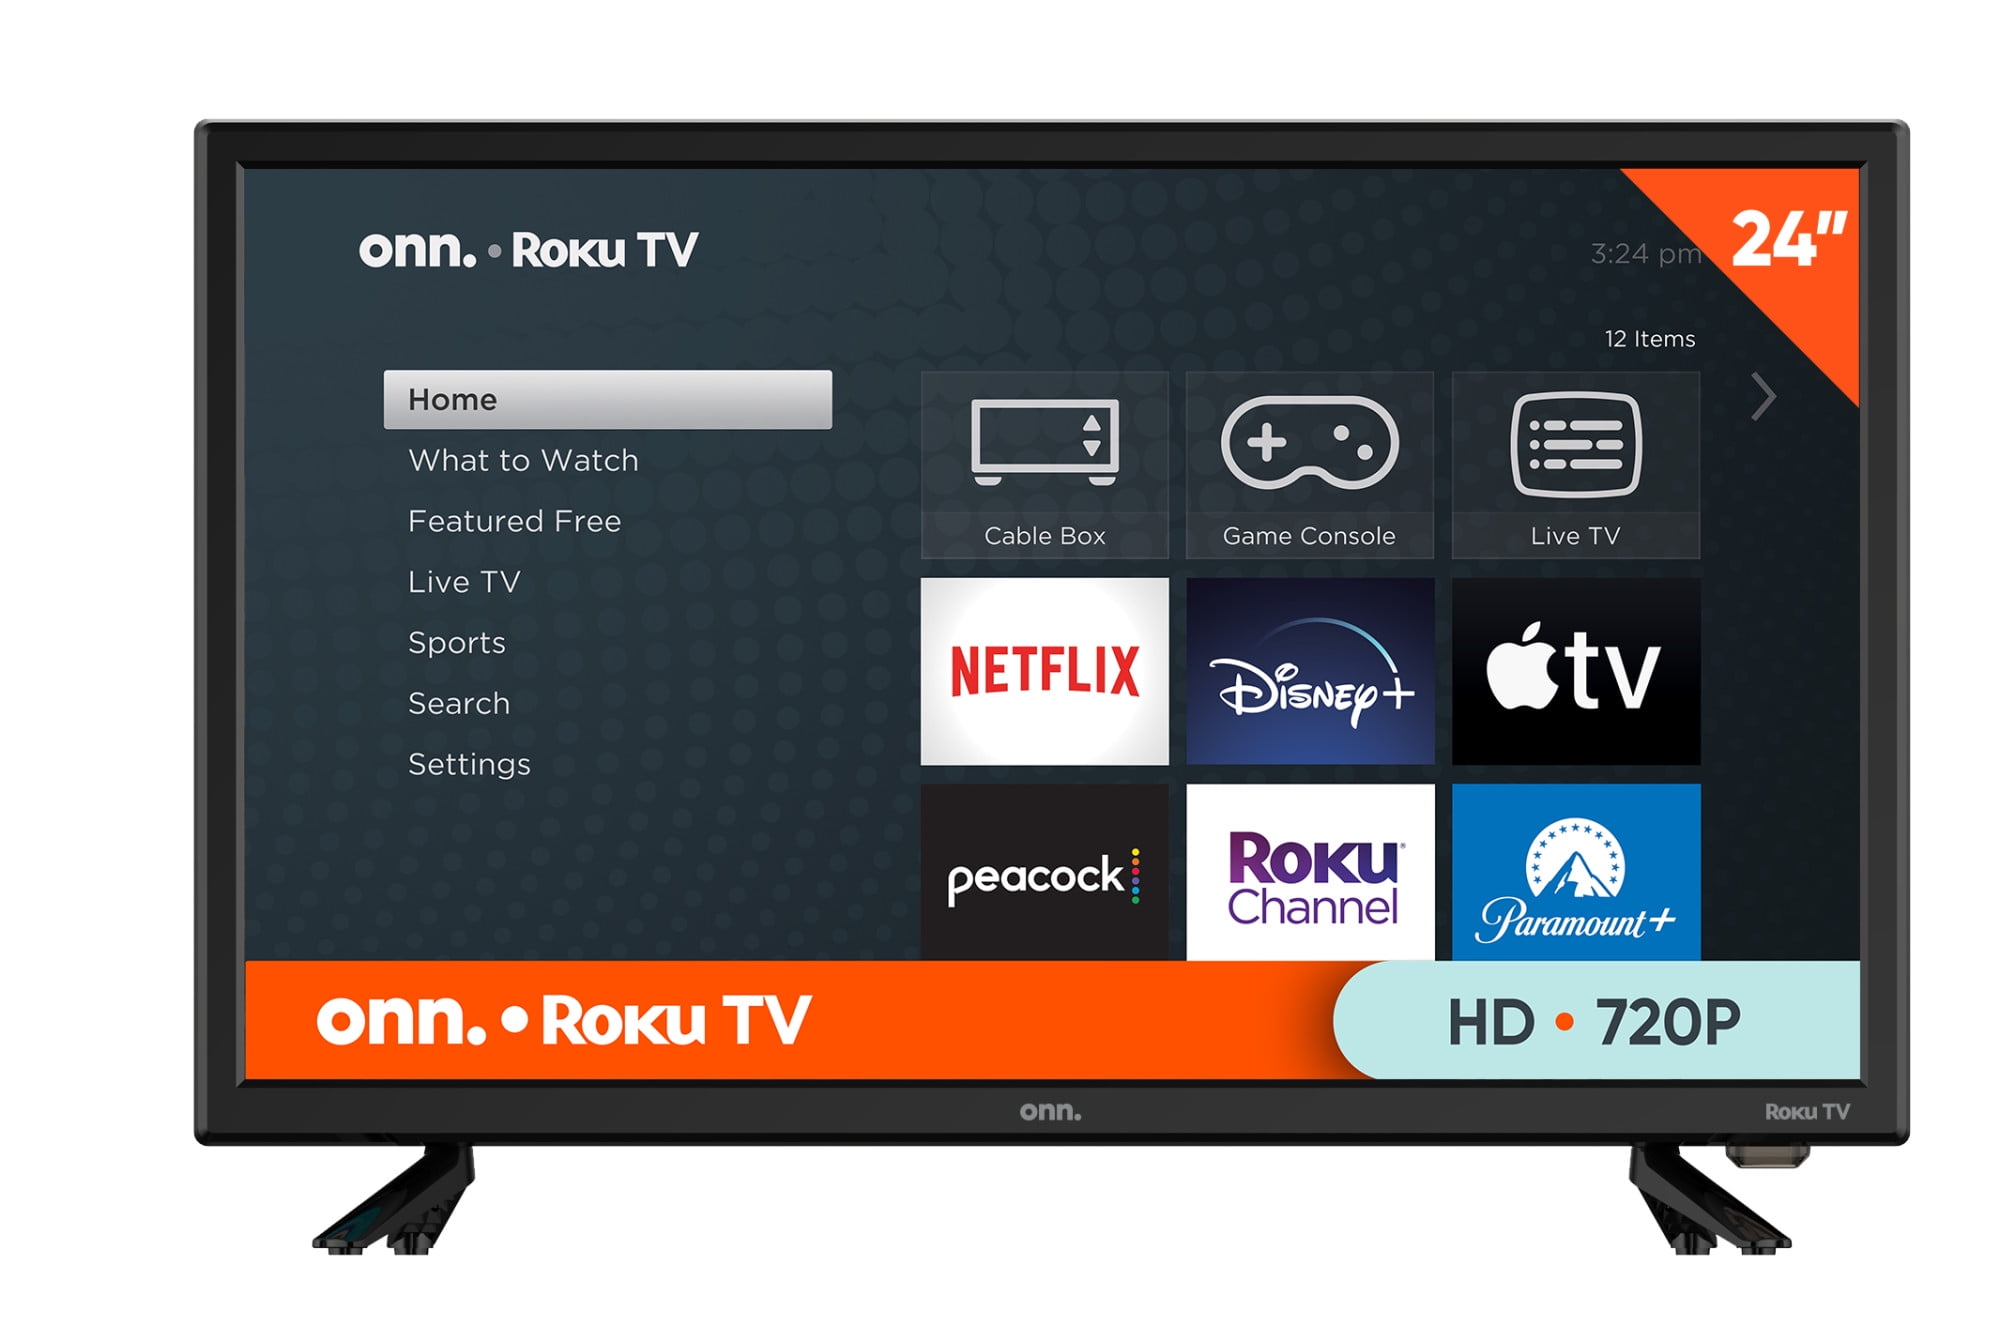 onn. • Roku TV
24"
3:24 pm
12 Items
Home
What to Watch
Featured Free
Live TV
Sports
Search
Settings
Cable Box
Game Console
Live TV
NETFLIX
Disney+
tv
peacock
Roku
Channel
Paramount+
onn. • Roku TV
HD • 720P
onn.
Roku TV